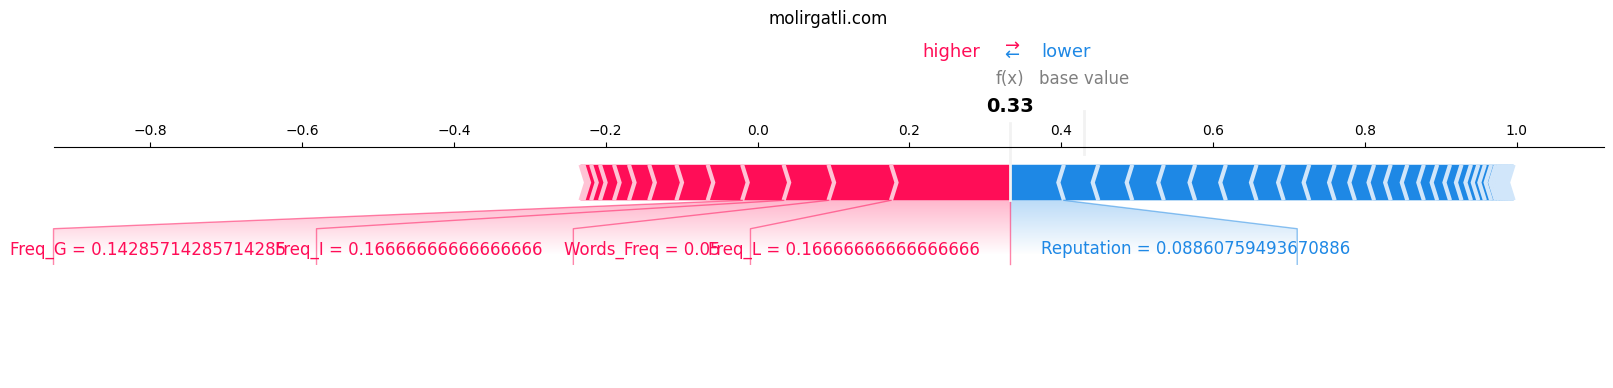 molirgatli.com
higher → ← lower
f(x) base value
0.33
−0.8 −0.6 −0.4 −0.2 0.0 0.2 0.4 0.6 0.8 1.0
Freq_G = 0.14285714285714285 Freq_I = 0.16666666666666666 Words_Freq = 0.05 Freq_L = 0.16666666666666666 Reputation = 0.08860759493670886